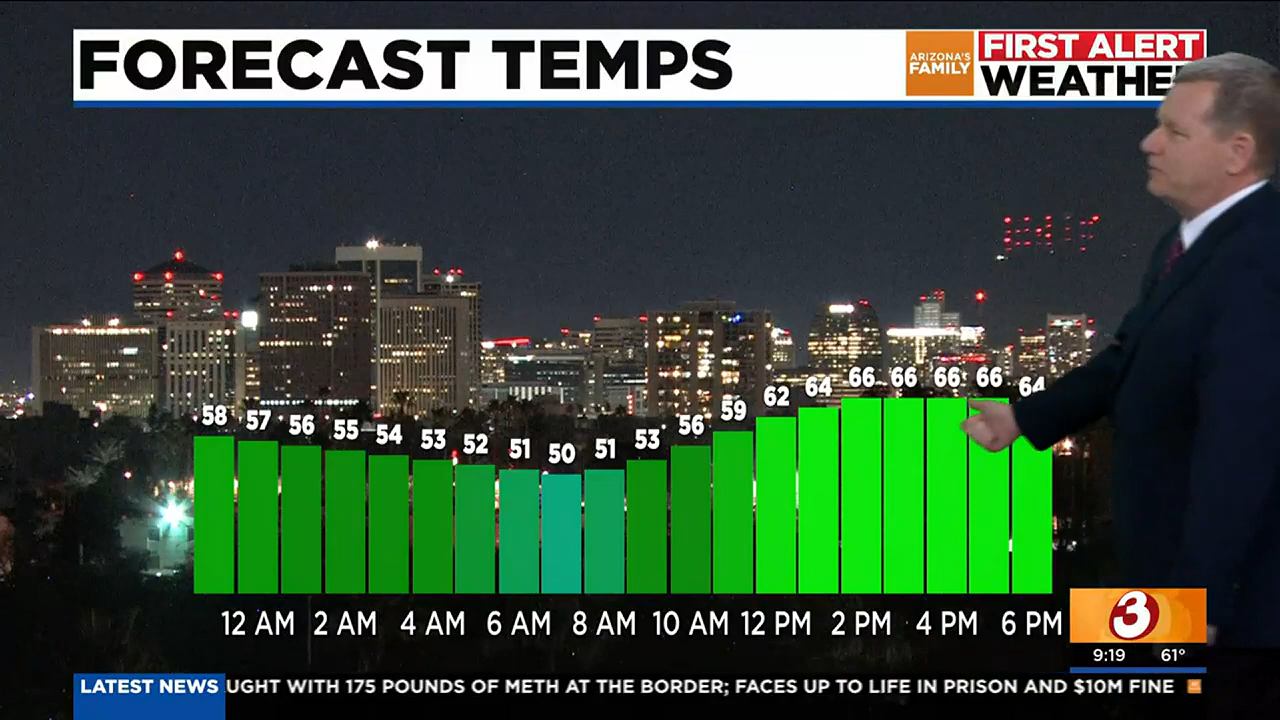 FORECAST TEMPS
ARIZONA'S
FAMILY
FIRST ALERT
WEATHE
58 57 56 55 54 53 52 51 50 51 53 56 59 62 64 66 66 66 66 64
12 AM 2 AM 4 AM 6 AM 8 AM 10 AM 12 PM 2 PM 4 PM 6 PM
3
9:19 61°
LATEST NEWS UGHT WITH 175 POUNDS OF METH AT THE BORDER; FACES UP TO LIFE IN PRISON AND $10M FINE